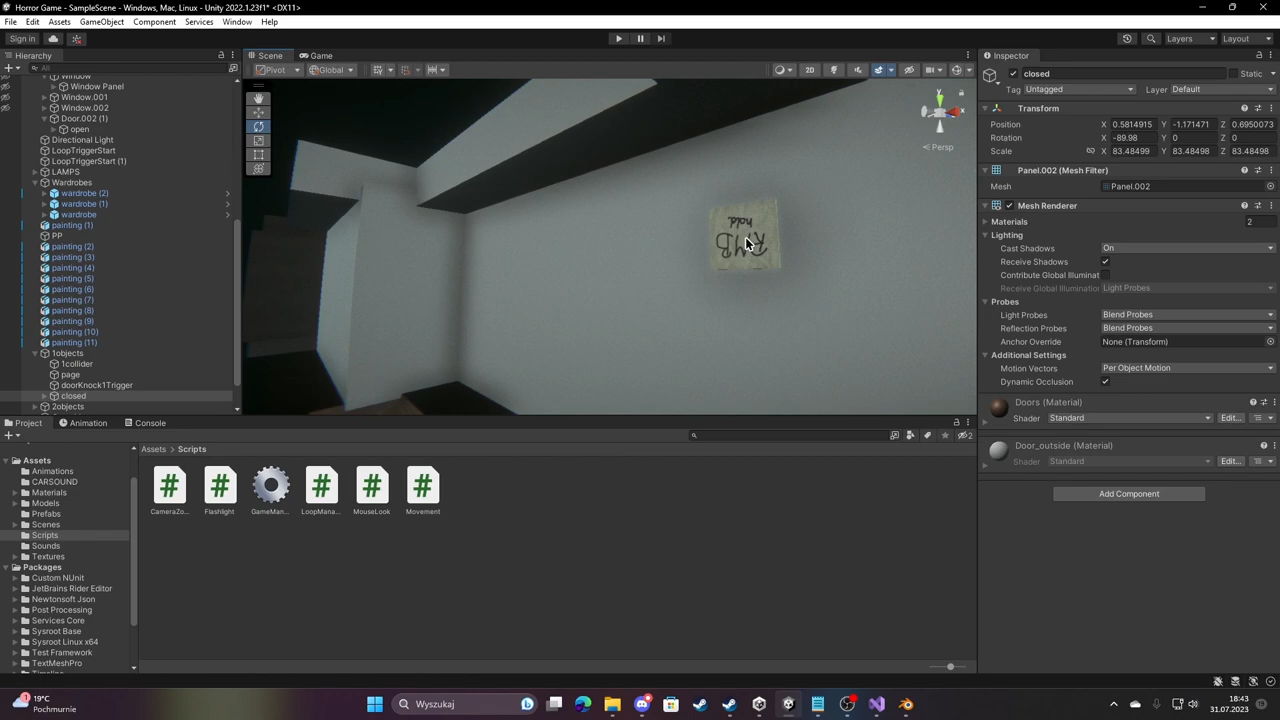 Horror Game - SampleScene - Windows, Mac, Linux - Unity 2022.1.23f1* <DX11>
File Edit Assets GameObject Component Services Window Help
Sign in Layers Layout
Hierarchy
All
Window
Window Panel
Window.001
Window.002
Door.002 (1)
open
Directional Light
LoopTriggerStart
LoopTriggerStart (1)
LAMPS
Wardrobes
wardrobe (2)
wardrobe (1)
wardrobe
painting (1)
PP
painting (2)
painting (3)
painting (4)
painting (5)
painting (6)
painting (7)
painting (8)
painting (9)
painting (10)
painting (11)
1objects
1collider
page
doorKnock1Trigger
closed
2objects
Scene Game
Pivot Global 2D
y
x
< Persp
hold
RMB
Inspector
closed Static
Tag Untagged Layer Default
Transform
Position X 0.5814915 Y -1.171471 Z 0.6950073
Rotation X -89.98 Y 0 Z 0
Scale X 83.48499 Y 83.48498 Z 83.48498
Panel.002 (Mesh Filter)
Mesh Panel.002
Mesh Renderer
Materials 2
Lighting
Cast Shadows On
Receive Shadows
Contribute Global Illuminat
Receive Global Illumination Light Probes
Probes
Light Probes Blend Probes
Reflection Probes Blend Probes
Anchor Override None (Transform)
Additional Settings
Motion Vectors Per Object Motion
Dynamic Occlusion
Doors (Material)
Shader Standard Edit...
Door_outside (Material)
Shader Standard Edit...
Add Component
Project Animation Console
2
Assets
Animations
CARSOUND
Materials
Models
Prefabs
Scenes
Scripts
Sounds
Textures
Packages
Custom NUnit
JetBrains Rider Editor
Newtonsoft Json
Post Processing
Services Core
Sysroot Base
Sysroot Linux x64
Test Framework
TextMeshPro
Timeline
Assets > Scripts
# # # # #
CameraZo... Flashlight GameMan... LoopMana... MouseLook Movement
19°C
Pochmurnie
Wyszukaj
18:43
31.07.2023